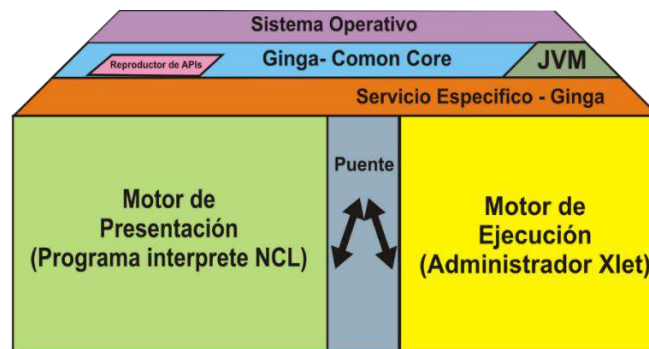 Sistema Operativo
Reproductor de APIs
Ginga- Comon Core
JVM
Servicio Especifico - Ginga
Motor de
Presentación
(Programa interprete NCL)
Puente
Motor de
Ejecución
(Administrador Xlet)